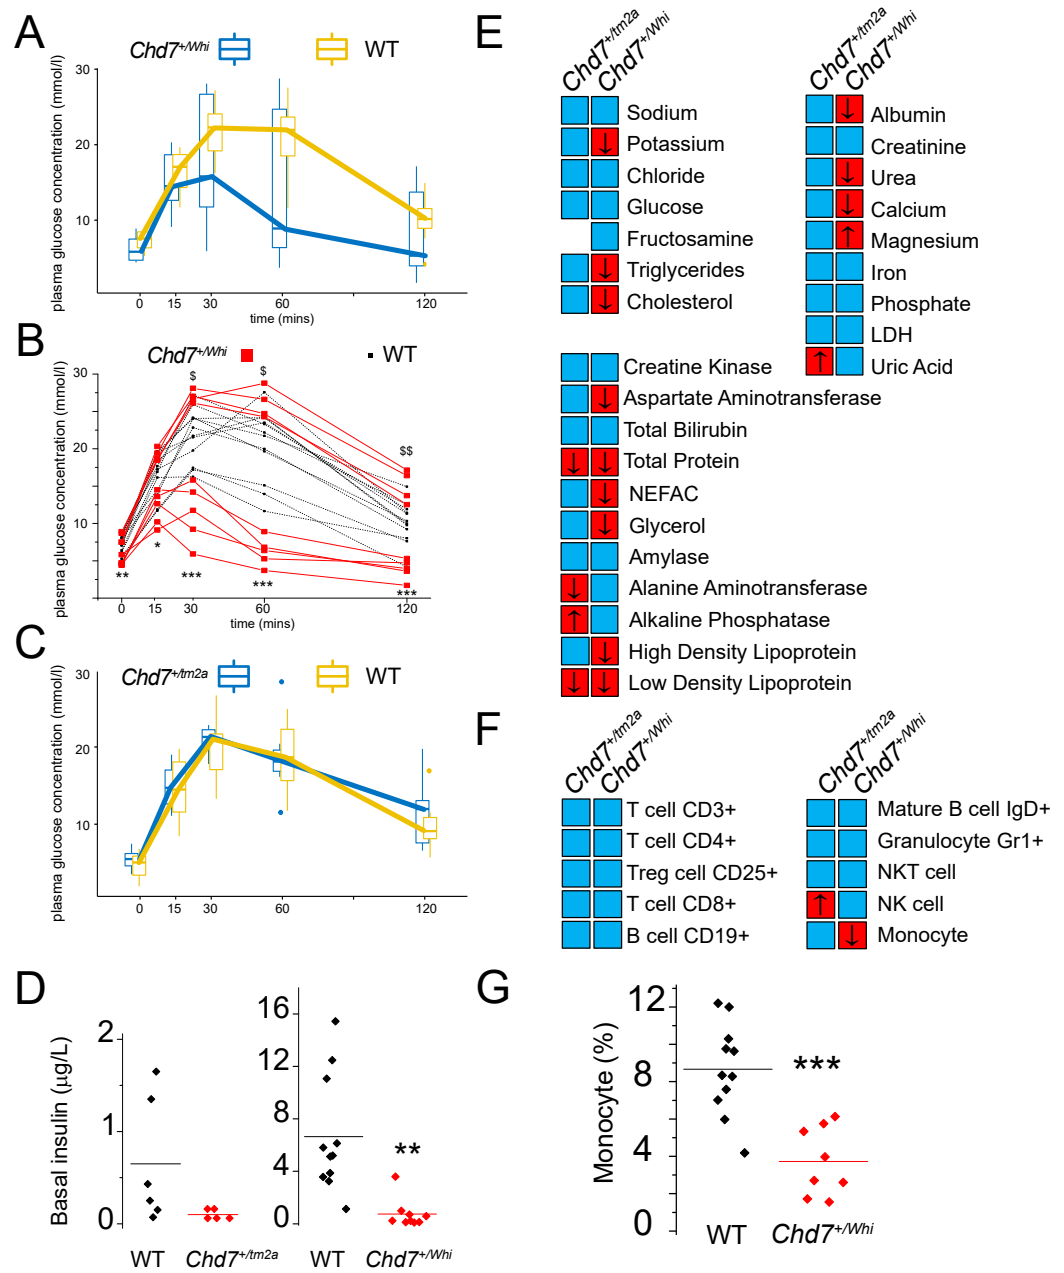 A
Chd7+/Whi WT
plasma glucose concentration (mmol/l)
30
20
10
0 15 30 60 120
time (mins)
B
Chd7+/Whi WT
plasma glucose concentration (mmol/l)
30
20
10
$ $ $$
** * *** *** ***
0 15 30 60 120
time (mins)
C
Chd7+/tm2a WT
plasma glucose concentration (mmol/l)
30
20
10
0 15 30 60 120
D
Basal insulin (μg/L)
2
1
0
WT Chd7+/tm2a
16
12
8
4
0
**
WT Chd7+/Whi
E
Chd7+/tm2a
Chd7+/Whi
Sodium
↓ Potassium
Chloride
Glucose
Fructosamine
↓ Triglycerides
↓ Cholesterol
Creatine Kinase
↓ Aspartate Aminotransferase
Total Bilirubin
↓ ↓ Total Protein
↓ NEFAC
↓ Glycerol
Amylase
↓ Alanine Aminotransferase
↑ Alkaline Phosphatase
↓ High Density Lipoprotein
↓ ↓ Low Density Lipoprotein
Chd7+/tm2a
Chd7+/Whi
↓ Albumin
Creatinine
↓ Urea
↓ Calcium
↑ Magnesium
Iron
Phosphate
LDH
↑ Uric Acid
F
Chd7+/tm2a
Chd7+/Whi
T cell CD3+
T cell CD4+
Treg cell CD25+
T cell CD8+
B cell CD19+
Chd7+/tm2a
Chd7+/Whi
Mature B cell IgD+
Granulocyte Gr1+
NKT cell
↑ NK cell
↓ Monocyte
G
Monocyte (%)
12
8
4
0
***
WT Chd7+/Whi